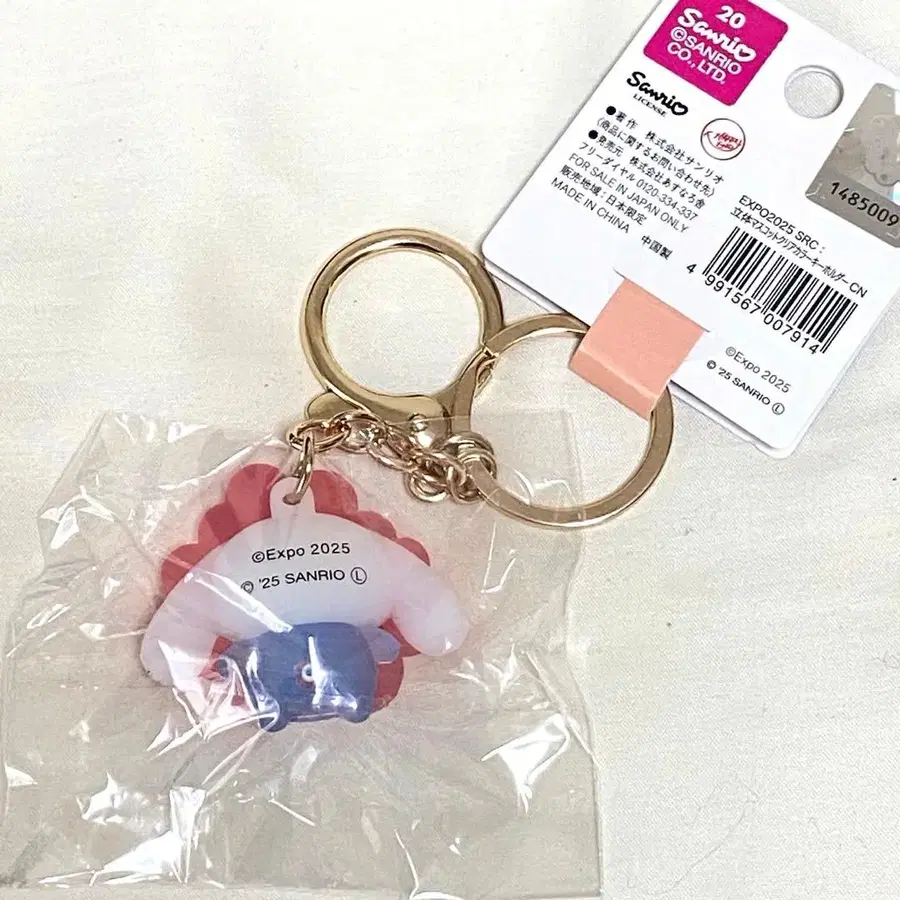 20
Sanrio
©SANRIO
CO., LTD.
Sanrio
LICENSE
●著作 株式会社サンリオ
(商品に関するお問い合わせ先)
●発売元 株式会社あすなろ舎
フリーダイヤル 0120-334-337
FOR SALE IN JAPAN ONLY
販売地域：日本限定
MADE IN CHINA 中国製
1485009
EXPO2025 SRC：
立体マスコットクリアカラーキーホルダー CN
4 991567 007914
©Expo 2025
© '25 SANRIO Ⓛ
©Expo 2025
© '25 SANRIO Ⓛ